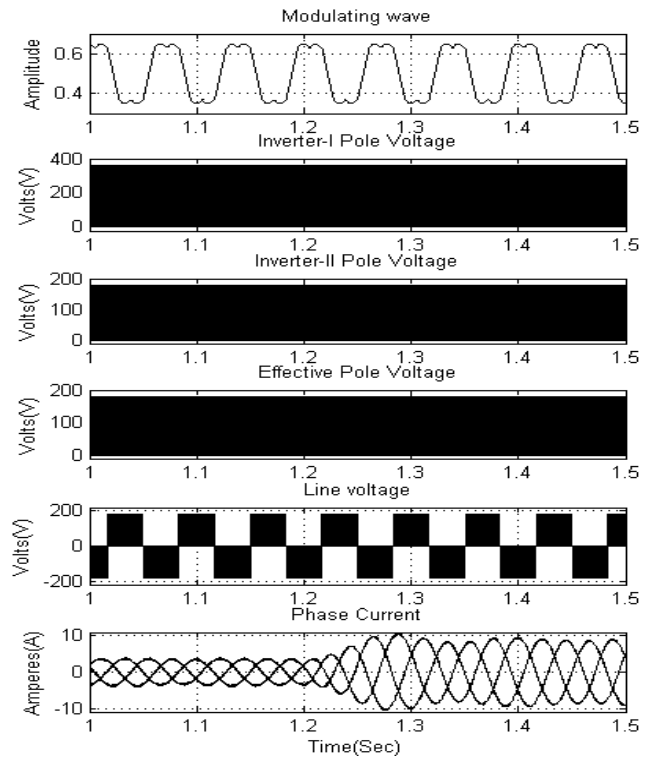 Modulating wave
Amplitude
0.6
0.4
1 1.1 1.2 1.3 1.4 1.5
Inverter-I Pole Voltage
Volts(V)
400
200
0
1 1.1 1.2 1.3 1.4 1.5
Inverter-II Pole Voltage
Volts(V)
200
100
0
1 1.1 1.2 1.3 1.4 1.5
Effective Pole Voltage
Volts(V)
200
100
0
1 1.1 1.2 1.3 1.4 1.5
Line voltage
Volts(V)
200
0
-200
1 1.1 1.2 1.3 1.4 1.5
Phase Current
Amperes(A)
10
0
-10
1 1.1 1.2 1.3 1.4 1.5
Time(Sec)